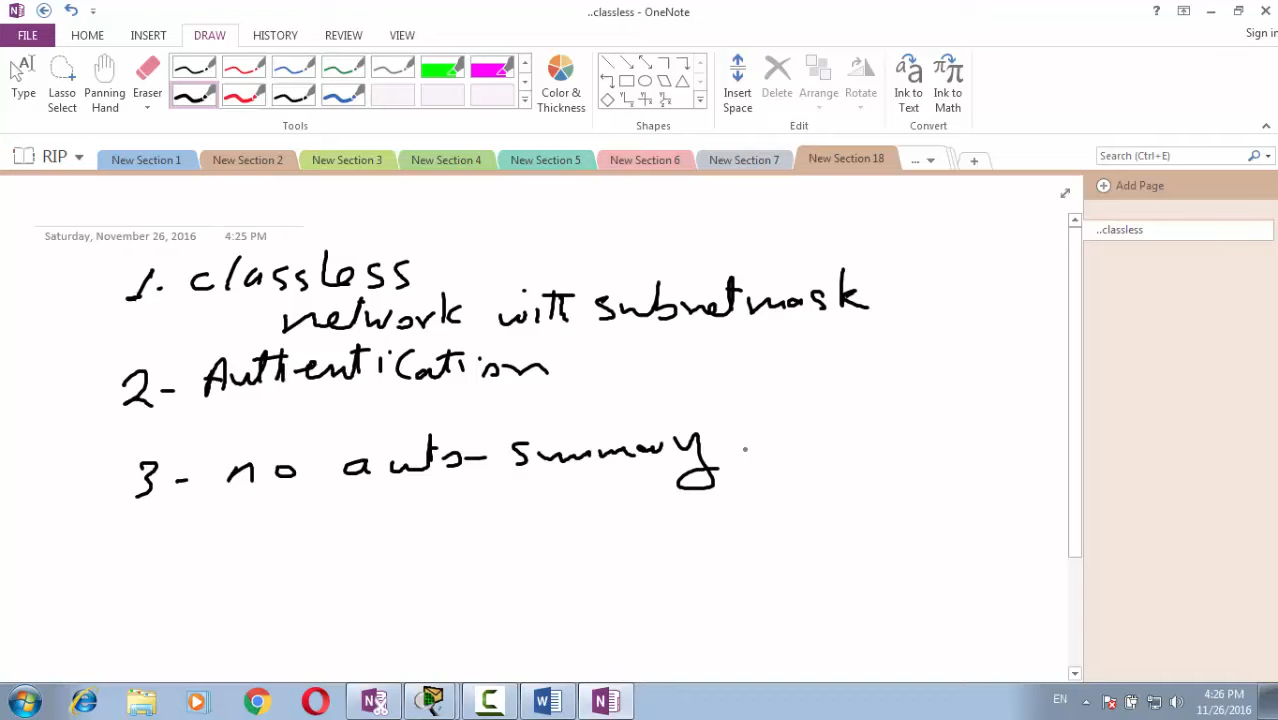 ..classless - OneNote
Sign in
FILE HOME INSERT DRAW HISTORY REVIEW VIEW
Type
Lasso Select
Panning Hand
Eraser
Color & Thickness
Insert Space
Delete
Arrange
Rotate
Ink to Text
Ink to Math
Tools
Shapes
Edit
Convert
RIP
New Section 1
New Section 2
New Section 3
New Section 4
New Section 5
New Section 6
New Section 7
New Section 18
...
Search (Ctrl+E)
Add Page
..classless
Saturday, November 26, 2016 4:25 PM
1. classless
network with subnetmask
2- Authentication
3- no auto-summary
EN
4:26 PM
11/26/2016